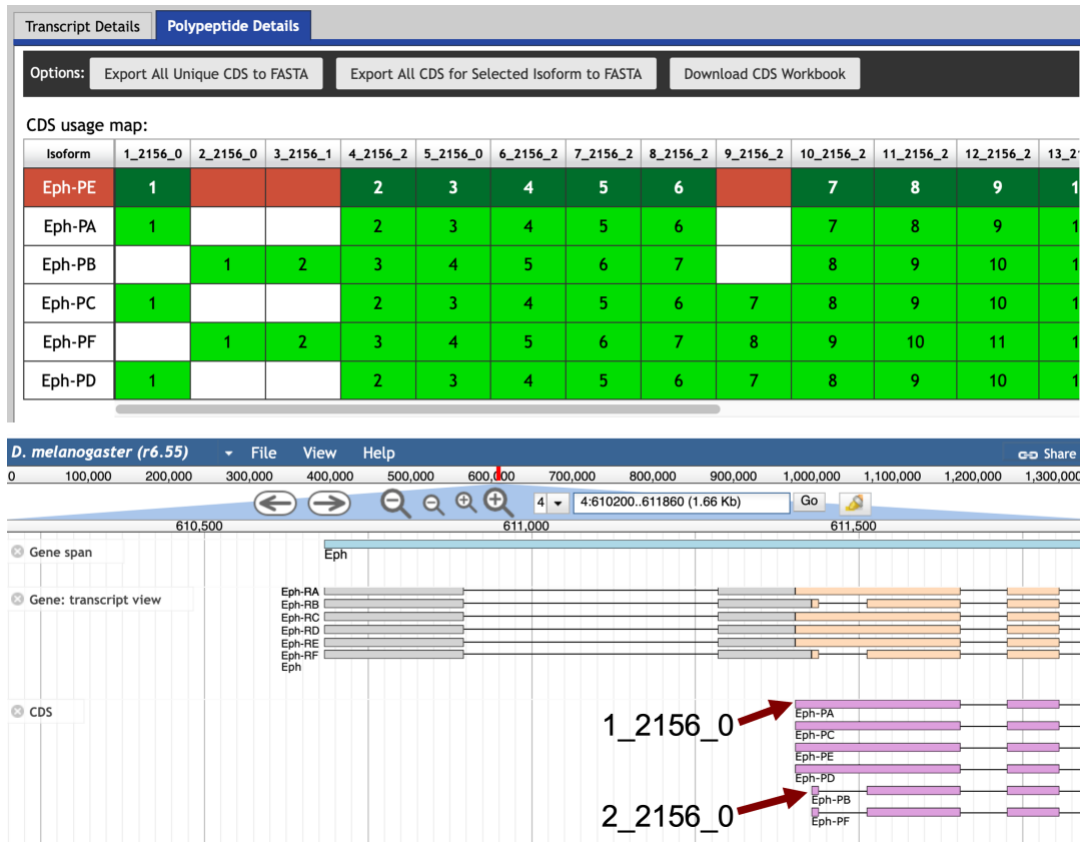 Transcript Details Polypeptide Details
Options: Export All Unique CDS to FASTA Export All CDS for Selected Isoform to FASTA Download CDS Workbook
CDS usage map:
Isoform 1_2156_0 2_2156_0 3_2156_1 4_2156_2 5_2156_0 6_2156_2 7_2156_2 8_2156_2 9_2156_2 10_2156_2 11_2156_2 12_2156_2 13_2
Eph-PE 1 2 3 4 5 6 7 8 9 1
Eph-PA 1 2 3 4 5 6 7 8 9 1
Eph-PB 1 2 3 4 5 6 7 8 9 10 1
Eph-PC 1 2 3 4 5 6 7 8 9 10 1
Eph-PF 1 2 3 4 5 6 7 8 9 10 11 1
Eph-PD 1 2 3 4 5 6 7 8 9 10 1
D. melanogaster (r6.55) File View Help Share
0 100,000 200,000 300,000 400,000 500,000 600,000 700,000 800,000 900,000 1,000,000 1,100,000 1,200,000 1,300,000
4 4:610200..611860 (1.66 Kb) Go
610,500 611,000 611,500
Gene span
Eph
Gene: transcript view
Eph-RA
Eph-RB
Eph-RC
Eph-RD
Eph-RE
Eph-RF
Eph
CDS
1_2156_0
Eph-PA
Eph-PC
Eph-PE
Eph-PD
2_2156_0
Eph-PB
Eph-PF